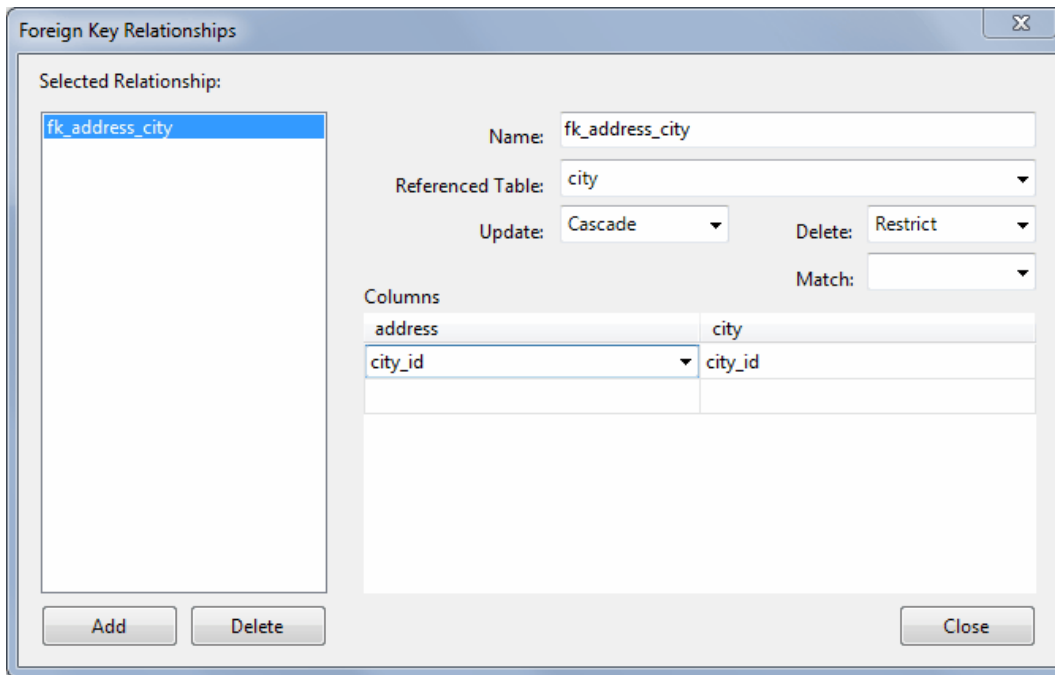 Foreign Key Relationships
Selected Relationship:
fk_address_city
Name: fk_address_city
Referenced Table: city
Update: Cascade Delete: Restrict
Match:
Columns
address city
city_id city_id
Add Delete Close